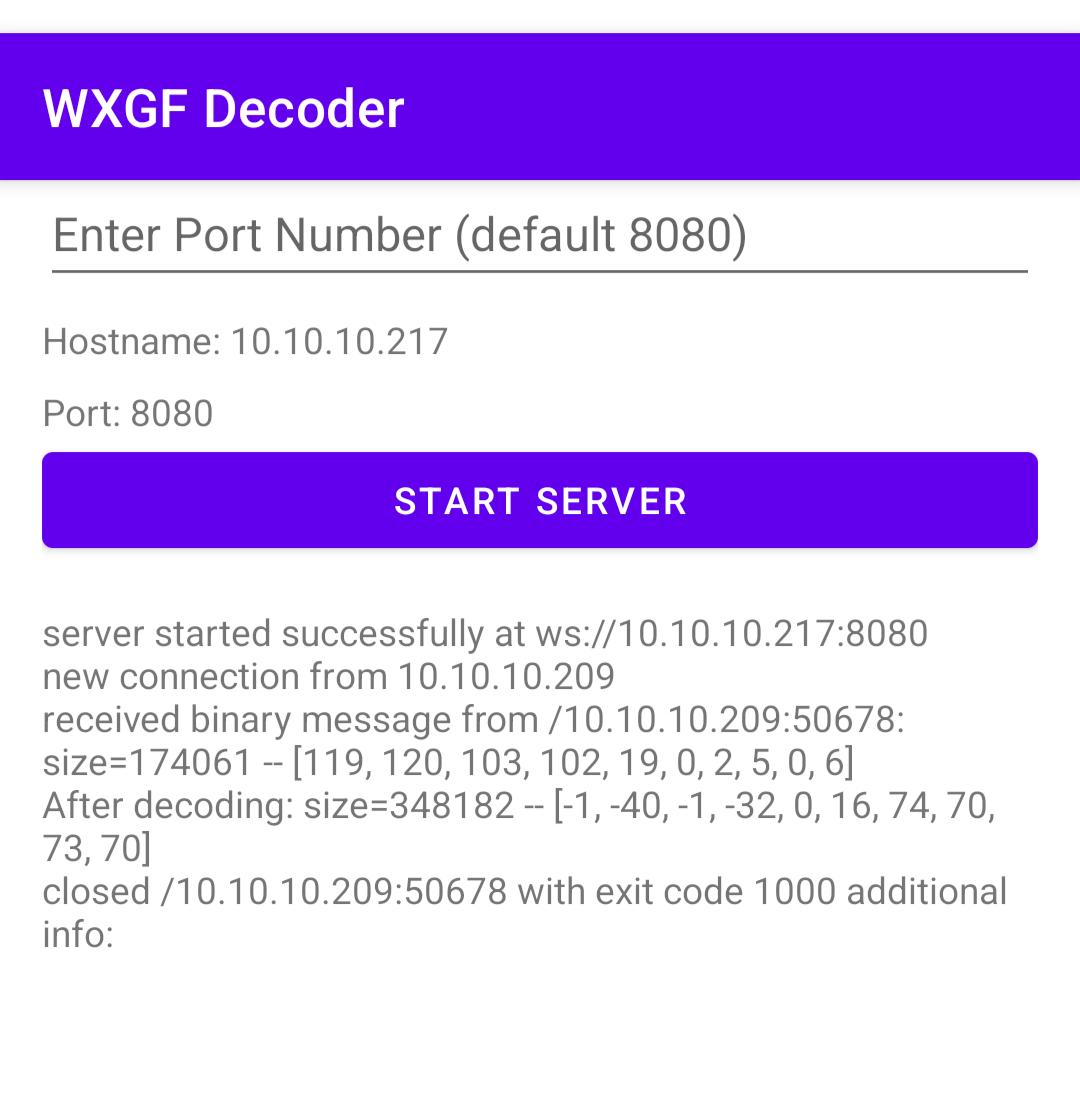 WXGF Decoder
Enter Port Number (default 8080)
Hostname: 10.10.10.217
Port: 8080
START SERVER
server started successfully at ws://10.10.10.217:8080
new connection from 10.10.10.209
received binary message from /10.10.10.209:50678:
size=174061 -- [119, 120, 103, 102, 19, 0, 2, 5, 0, 6]
After decoding: size=348182 -- [-1, -40, -1, -32, 0, 16, 74, 70,
73, 70]
closed /10.10.10.209:50678 with exit code 1000 additional
info: